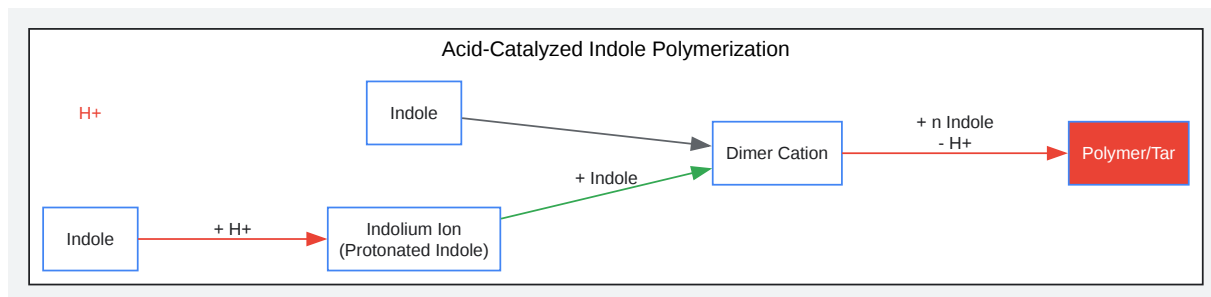 Acid-Catalyzed Indole Polymerization
H+
Indole
Indole
+ H+
Indolium Ion
(Protonated Indole)
+ Indole
Dimer Cation
+ n Indole
- H+
Polymer/Tar